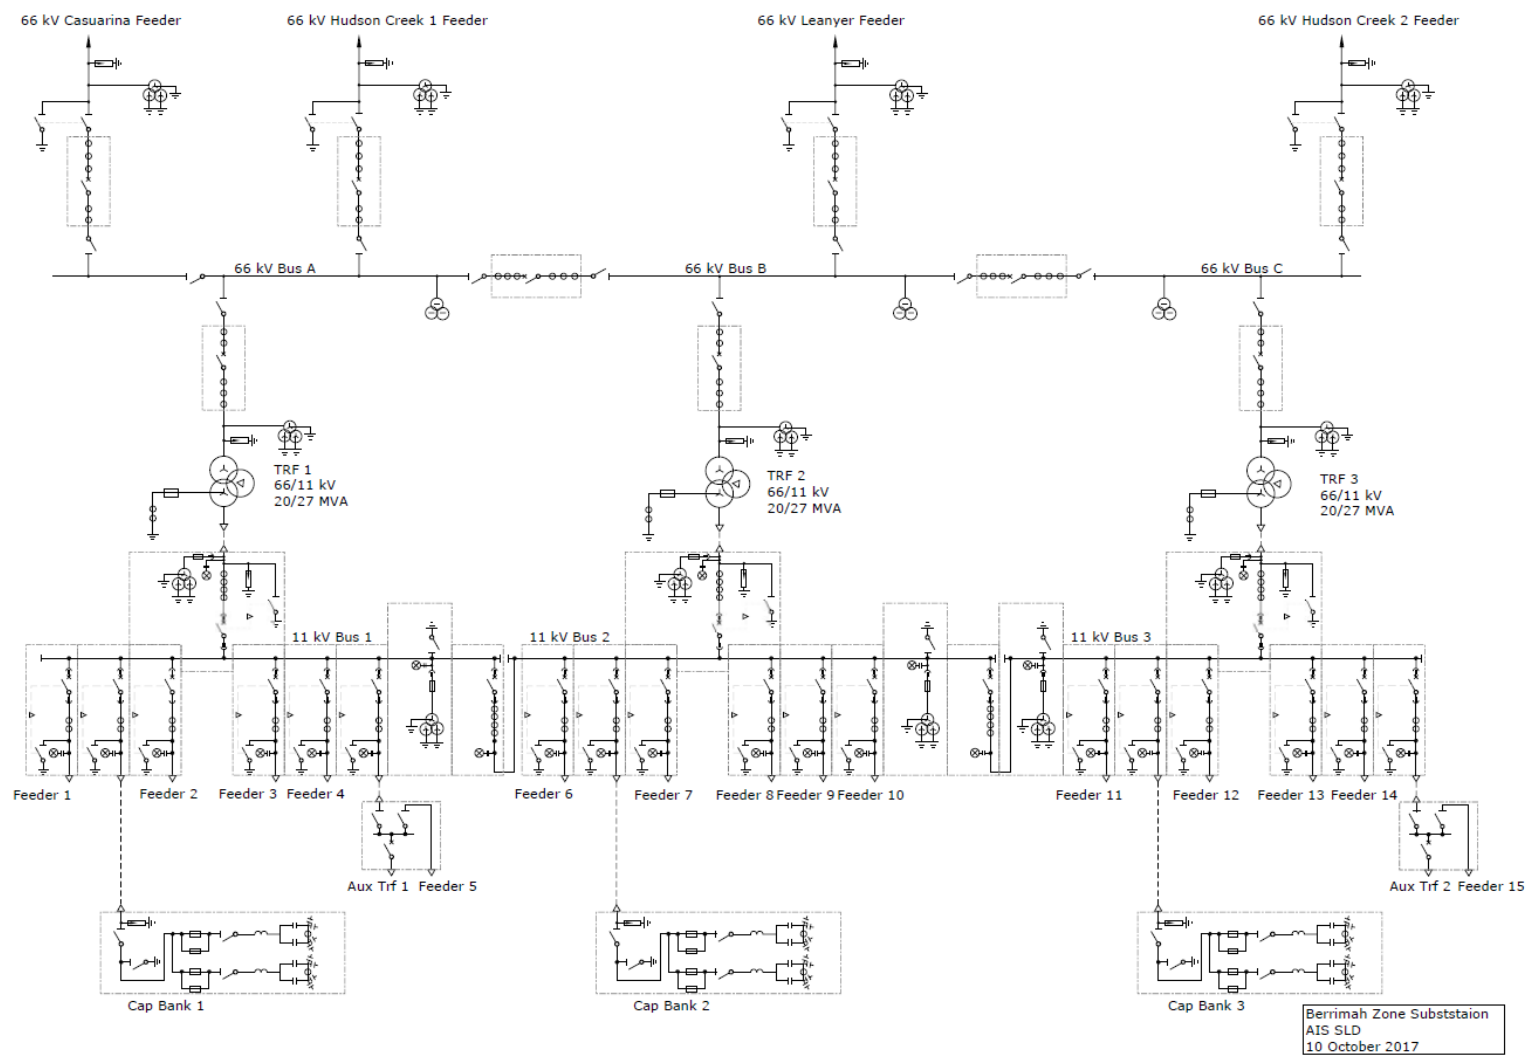 66 kV Casuarina Feeder
66 kV Hudson Creek 1 Feeder
66 kV Leanyer Feeder
66 kV Hudson Creek 2 Feeder
66 kV Bus A
66 kV Bus B
66 kV Bus C
TRF 1
66/11 kV
20/27 MVA
TRF 2
66/11 kV
20/27 MVA
TRF 3
66/11 kV
20/27 MVA
11 kV Bus 1
11 kV Bus 2
11 kV Bus 3
Feeder 1
Feeder 2
Feeder 3
Feeder 4
Feeder 6
Feeder 7
Feeder 8
Feeder 9
Feeder 10
Feeder 11
Feeder 12
Feeder 13
Feeder 14
Aux Trf 1
Feeder 5
Aux Trf 2
Feeder 15
Cap Bank 1
Cap Bank 2
Cap Bank 3
Berrimah Zone Subststaion
AIS SLD
10 October 2017